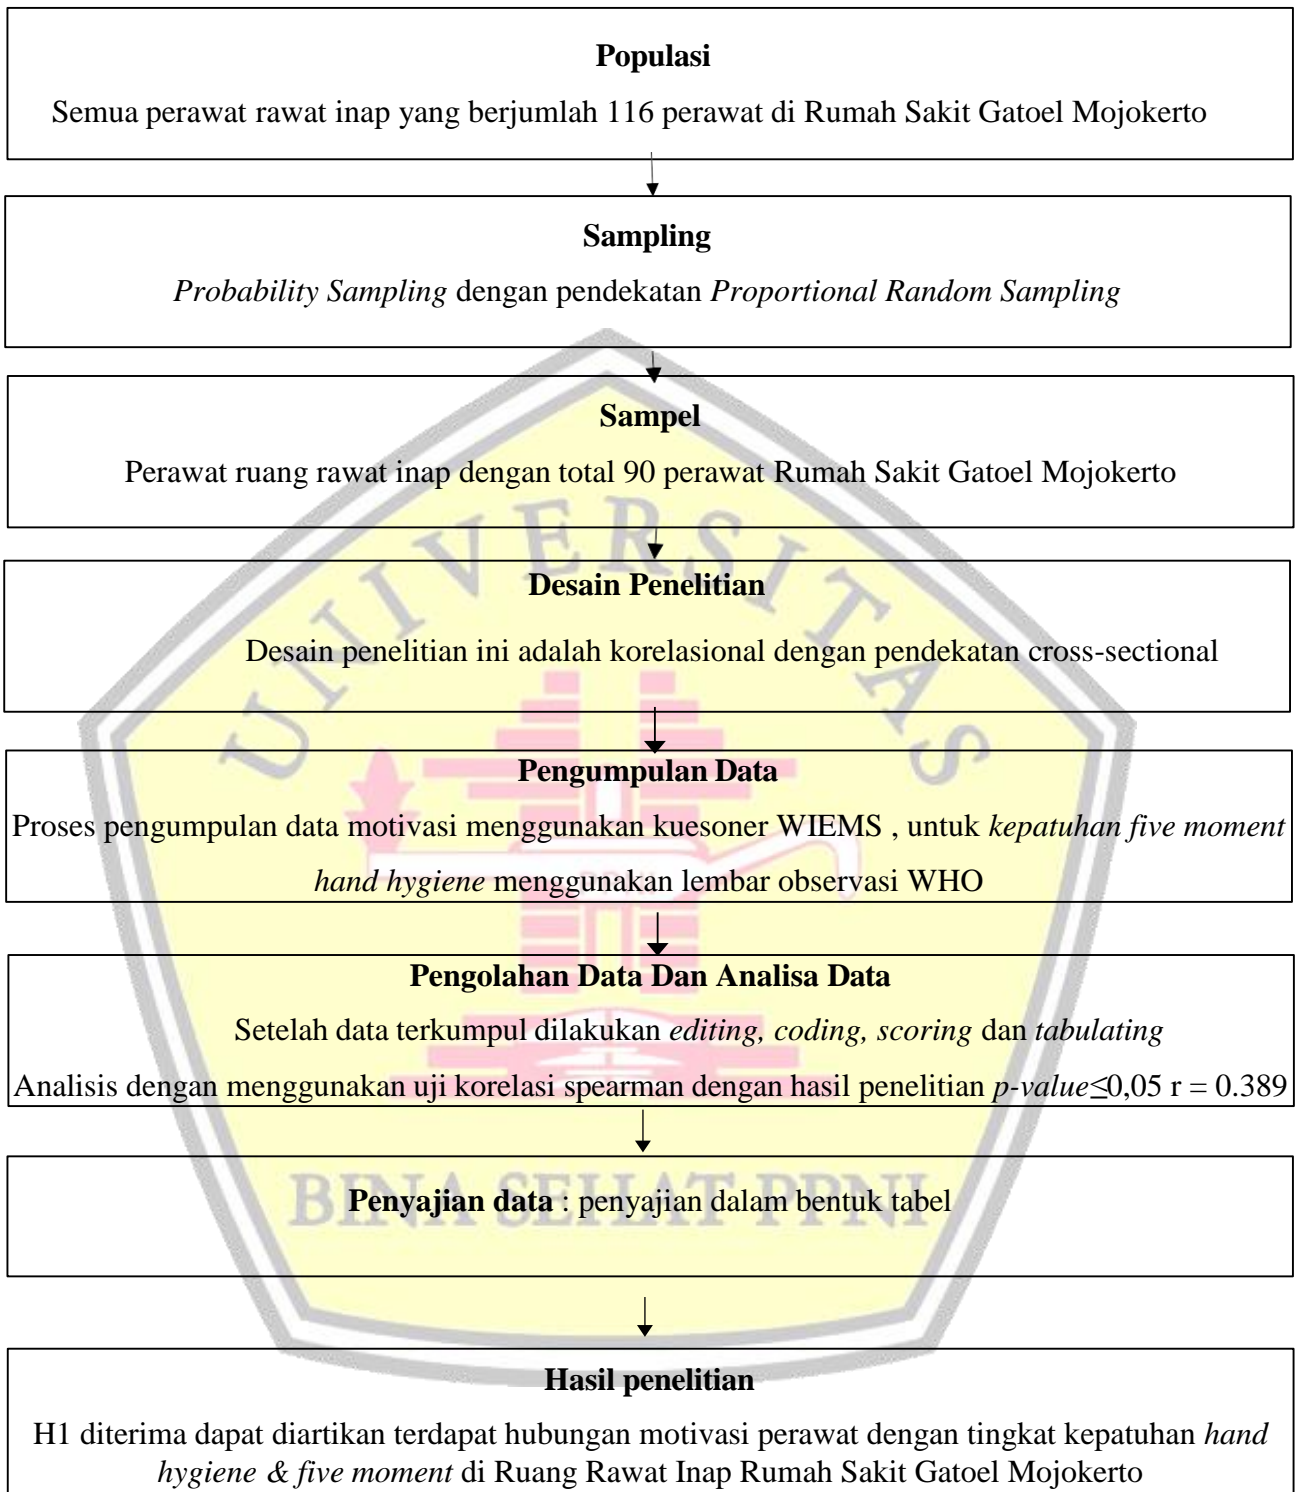 Populasi
Semua perawat rawat inap yang berjumlah 116 perawat di Rumah Sakit Gatoel Mojokerto
Sampling
Probability Sampling dengan pendekatan Proportional Random Sampling
Sampel
Perawat ruang rawat inap dengan total 90 perawat Rumah Sakit Gatoel Mojokerto
UNIVERSITAS
Desain Penelitian
Desain penelitian ini adalah korelasional dengan pendekatan cross-sectional
Pengumpulan Data
Proses pengumpulan data motivasi menggunakan kuesoner WIEMS , untuk kepatuhan five moment
hand hygiene menggunakan lembar observasi WHO
Pengolahan Data Dan Analisa Data
Setelah data terkumpul dilakukan editing, coding, scoring dan tabulating
Analisis dengan menggunakan uji korelasi spearman dengan hasil penelitian p-value≤0,05 r = 0.389
BINA SEHAT PPNI
Penyajian data : penyajian dalam bentuk tabel
Hasil penelitian
H1 diterima dapat diartikan terdapat hubungan motivasi perawat dengan tingkat kepatuhan hand
hygiene & five moment di Ruang Rawat Inap Rumah Sakit Gatoel Mojokerto